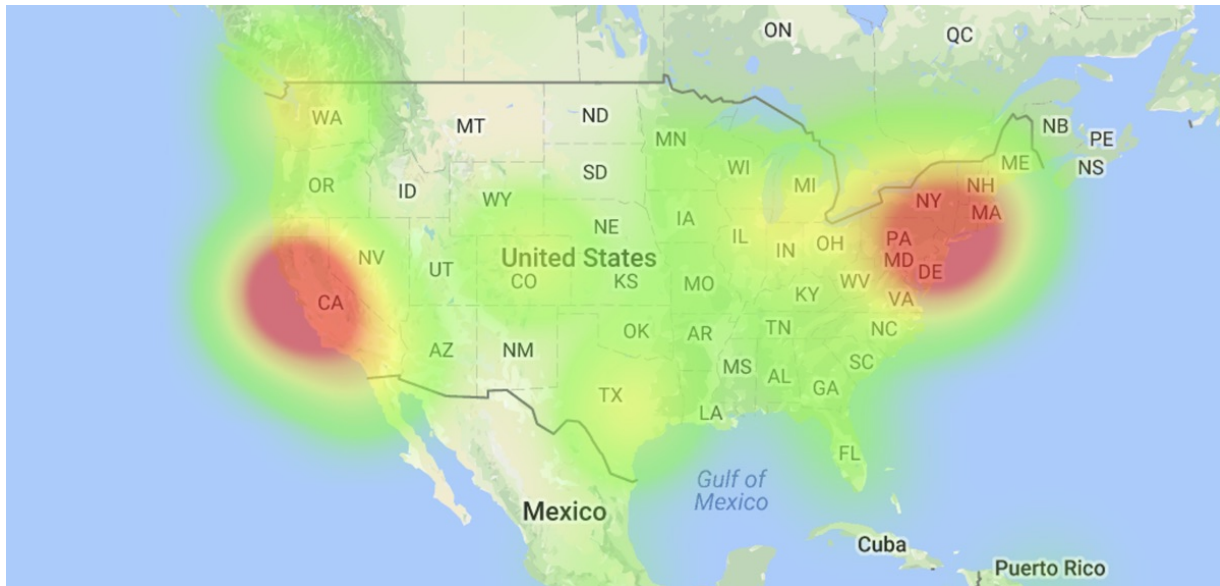 ON
QC
WA
MT
ND
MN
NB
PE
NS
ME
WI
SD
OR
ID
WY
MI
NH
NY
MA
IA
NE
IL
IN
OH
PA
MD
DE
NV
UT
United States
CO
KS
MO
WV
KY
VA
CA
OK
AR
TN
NC
AZ
NM
MS
AL
SC
GA
TX
LA
FL
Gulf of
Mexico
Mexico
Cuba
Puerto Rico